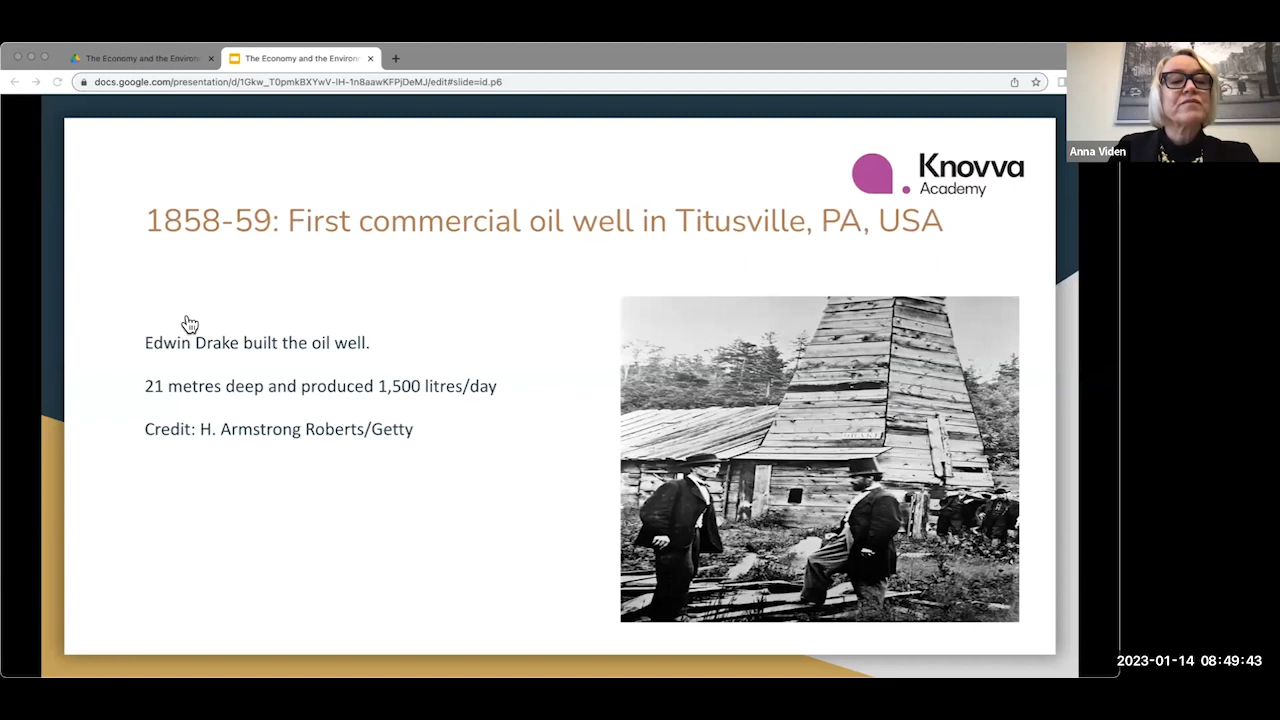 The Economy and the Environ
The Economy and the Environ
docs.google.com/presentation/d/1Gkw_T0pmkBXYwV-IH-1n8aawKFPjDeMJ/edit#slide=id.p6
Anna Viden
Knovva
Academy
1858-59: First commercial oil well in Titusville, PA, USA
Edwin Drake built the oil well.
21 metres deep and produced 1,500 litres/day
Credit: H. Armstrong Roberts/Getty
2023-01-14 08:49:43